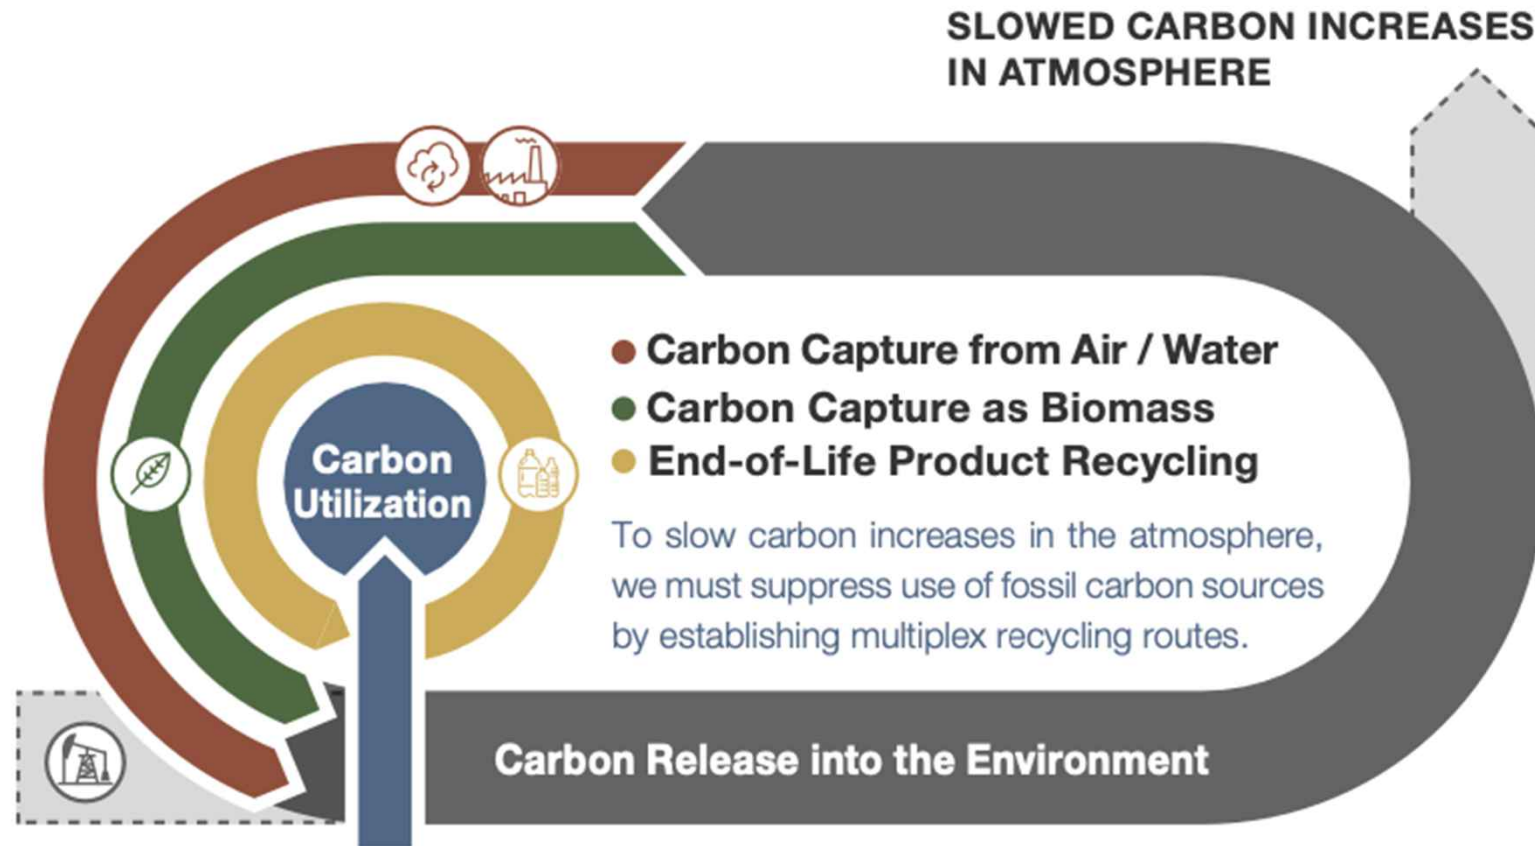 SLOWED CARBON INCREASES
IN ATMOSPHERE
Carbon Capture from Air / Water
Carbon Capture as Biomass
End-of-Life Product Recycling
Carbon
Utilization
To slow carbon increases in the atmosphere,
we must suppress use of fossil carbon sources
by establishing multiplex recycling routes.
Carbon Release into the Environment